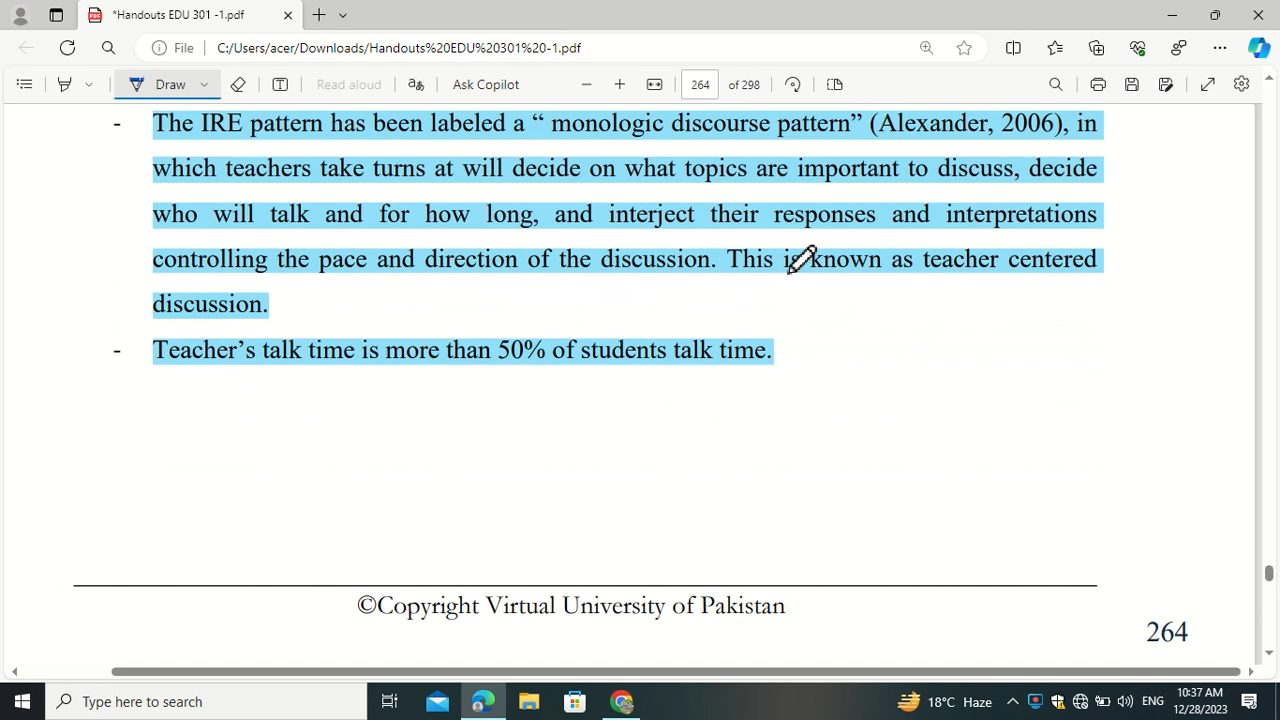 *Handouts EDU 301 -1.pdf
File C:/Users/acer/Downloads/Handouts%20EDU%20301%20-1.pdf
Draw Read aloud aあ Ask Copilot 264 of 298
- The IRE pattern has been labeled a “ monologic discourse pattern” (Alexander, 2006), in
which teachers take turns at will decide on what topics are important to discuss, decide
who will talk and for how long, and interject their responses and interpretations
controlling the pace and direction of the discussion. This is known as teacher centered
discussion.
- Teacher’s talk time is more than 50% of students talk time.
©Copyright Virtual University of Pakistan
264
Type here to search 18°C Haze ENG 10:37 AM
12/28/2023